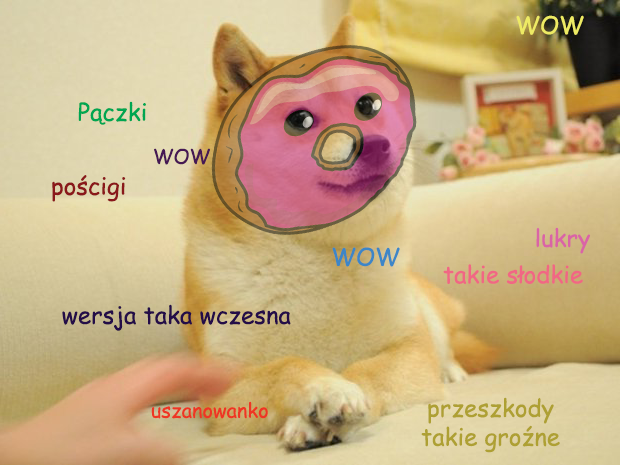 WOW
Pączki
WOW
pościgi
lukry
WOW
takie słodkie
wersja taka wczesna
uszanowanko
przeszkody
takie groźne